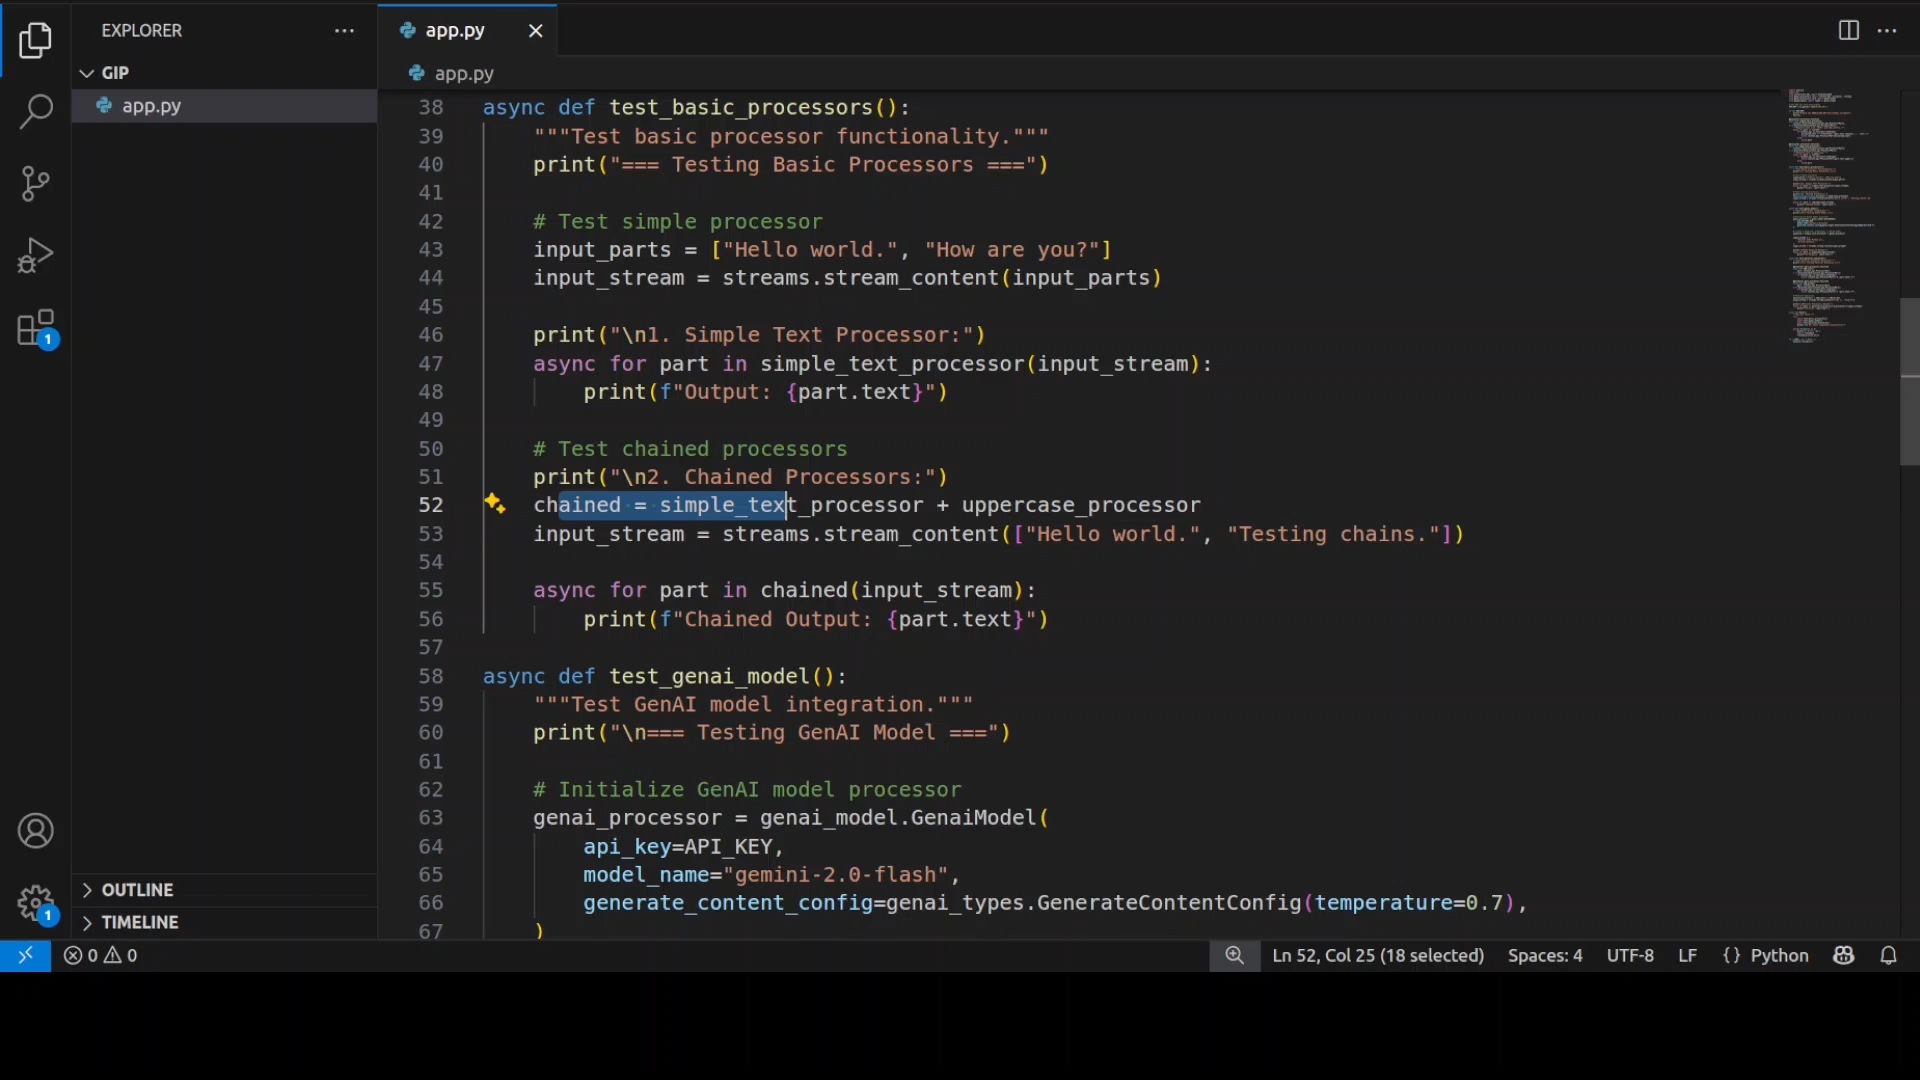 EXPLORER
GIP
app.py
1
OUTLINE
TIMELINE
1
app.py
app.py
38 async def test_basic_processors():
39     """Test basic processor functionality."""
40     print("=== Testing Basic Processors ===")
41
42     # Test simple processor
43     input_parts = ["Hello world.", "How are you?"]
44     input_stream = streams.stream_content(input_parts)
45
46     print("\n1. Simple Text Processor:")
47     async for part in simple_text_processor(input_stream):
48         print(f"Output: {part.text}")
49
50     # Test chained processors
51     print("\n2. Chained Processors:")
52     chained = simple_text_processor + uppercase_processor
53     input_stream = streams.stream_content(["Hello world.", "Testing chains."])
54
55     async for part in chained(input_stream):
56         print(f"Chained Output: {part.text}")
57
58 async def test_genai_model():
59     """Test GenAI model integration."""
60     print("\n=== Testing GenAI Model ===")
61
62     # Initialize GenAI model processor
63     genai_processor = genai_model.GenaiModel(
64         api_key=API_KEY,
65         model_name="gemini-2.0-flash",
66         generate_content_config=genai_types.GenerateContentConfig(temperature=0.7),
67     )
0 0 Ln 52, Col 25 (18 selected) Spaces: 4 UTF-8 LF {} Python